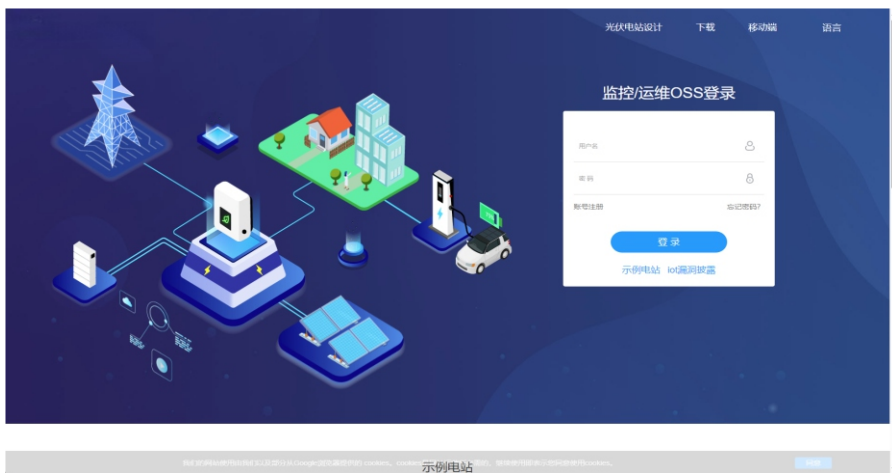 光伏电站设计 下载 移动端 语言
监控/运维OSS登录
用户名
密码
账号注册 忘记密码?
登录
示例电站 iot漏洞披露
示例电站